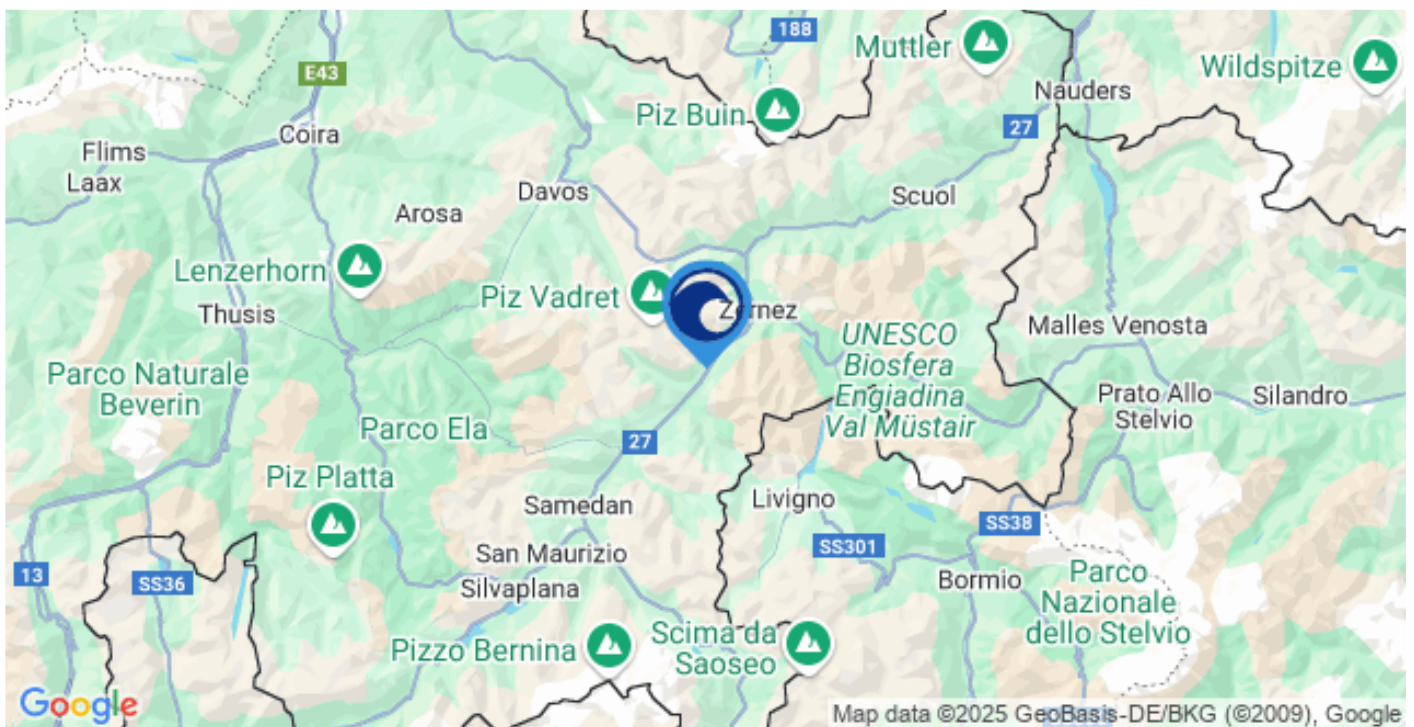 188
Muttler
Wildspitze
E43
Nauders
Piz Buin
27
Coira
Flims
Laax
Davos
Scuol
Arosa
Lenzerhorn
Piz Vadret
Zernez
Thusis
UNESCO
Biosfera
Engiadina
Val Müstair
Malles Venosta
Parco Naturale
Beverin
Prato Allo
Stelvio
Silandro
Parco Ela
27
Piz Platta
Samedan
Livigno
SS38
San Maurizio
SS301
13
SS36
Silvaplana
Bormio
Parco
Nazionale
dello Stelvio
Pizzo Bernina
Scima da
Saoseo
Google
Map data ©2025 GeoBasis-DE/BKG (©2009), Google